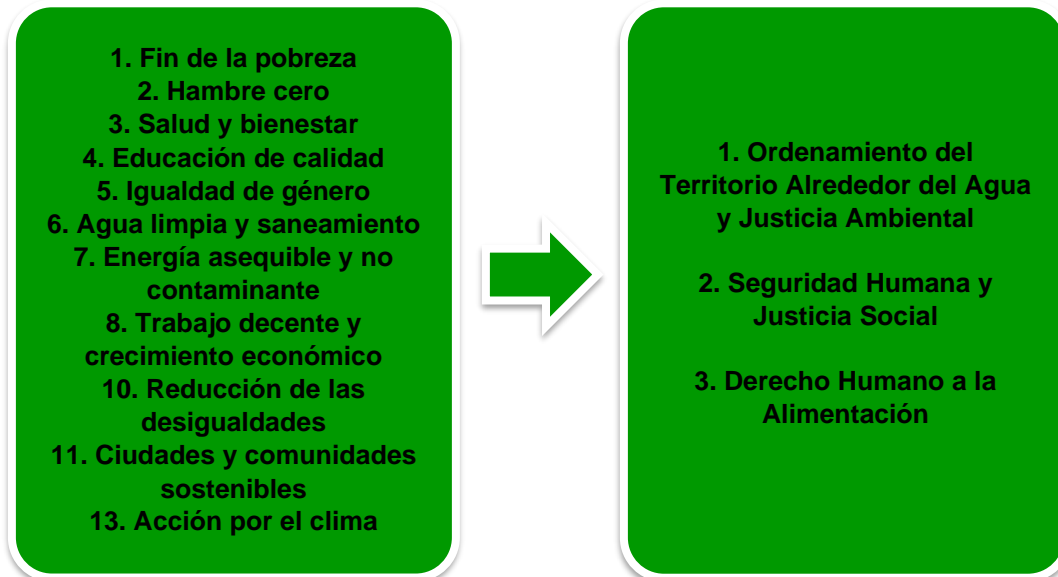 1. Fin de la pobreza
2. Hambre cero
3. Salud y bienestar
4. Educación de calidad
5. Igualdad de género
6. Agua limpia y saneamiento
7. Energía asequible y no
contaminante
8. Trabajo decente y
crecimiento económico
10. Reducción de las
desigualdades
11. Ciudades y comunidades
sostenibles
13. Acción por el clima
1. Ordenamiento del
Territorio Alrededor del Agua
y Justicia Ambiental
2. Seguridad Humana y
Justicia Social
3. Derecho Humano a la
Alimentación